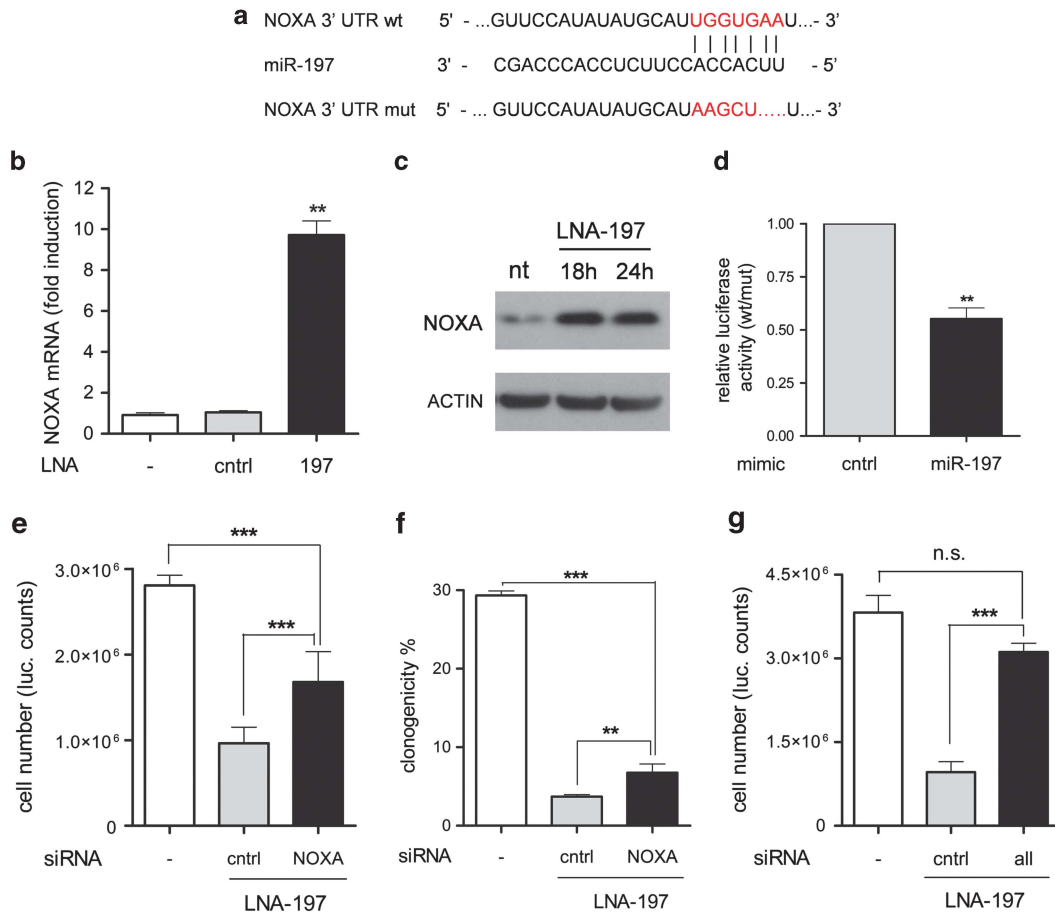 a
NOXA 3' UTR wt 5' - ...GUUCCAUAUAUGCAUUGGUGAAU...- 3'
miR-197 3' - CGACCCACCUCUUCCACCACUU - 5'
NOXA 3' UTR mut 5' - ... GUUCCAUAUAUGCAUAAGCU.....U...- 3'
b
NOXA mRNA (fold induction)
12
10
8
6
4
2
0
**
LNA - cntrl 197
c
LNA-197
nt 18h 24h
NOXA
ACTIN
d
relative luciferase
activity (wt/mut)
1.00
0.75
0.50
0.25
0.00
**
mimic cntrl miR-197
e
cell number (luc. counts)
3.0×10⁶
2.0×10⁶
1.0×10⁶
0
***
***
siRNA - cntrl NOXA
LNA-197
f
clonogenicity %
30
20
10
0
***
**
siRNA - cntrl NOXA
LNA-197
g
cell number (luc. counts)
4.5×10⁶
3.0×10⁶
1.5×10⁶
0
n.s.
***
siRNA - cntrl all
LNA-197